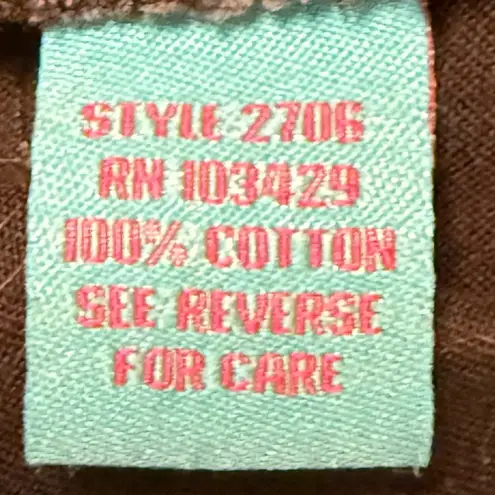 STYLE 2706
RN 103429
100% COTTON
SEE REVERSE
FOR CARE